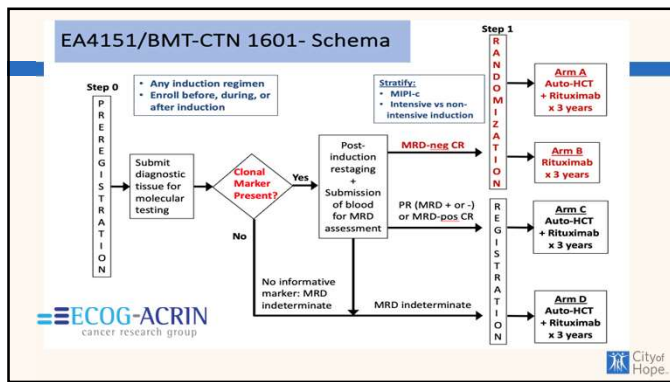 EA4151/BMT-CTN 1601- Schema
Step 0
PREREGISTRATION
• Any induction regimen
• Enroll before, during, or
after induction
Submit
diagnostic
tissue for
molecular
testing
Clonal
Marker
Present?
Yes
No
No informative
marker: MRD
indeterminate
Post-
induction
restaging
+
Submission
of blood
for MRD
assessment
Stratify:
• MIPI-c
• Intensive vs non-
intensive induction
MRD-neg CR
PR (MRD + or -)
or MRD-pos CR
MRD indeterminate
Step 1
RANDOMIZATION
REGISTRATION
Arm A
Auto-HCT
+ Rituximab
x 3 years
Arm B
Rituximab
x 3 years
Arm C
Auto-HCT
+ Rituximab
x 3 years
Arm D
Auto-HCT
+ Rituximab
x 3 years
ECOG-ACRIN
cancer research group
City of
Hope.